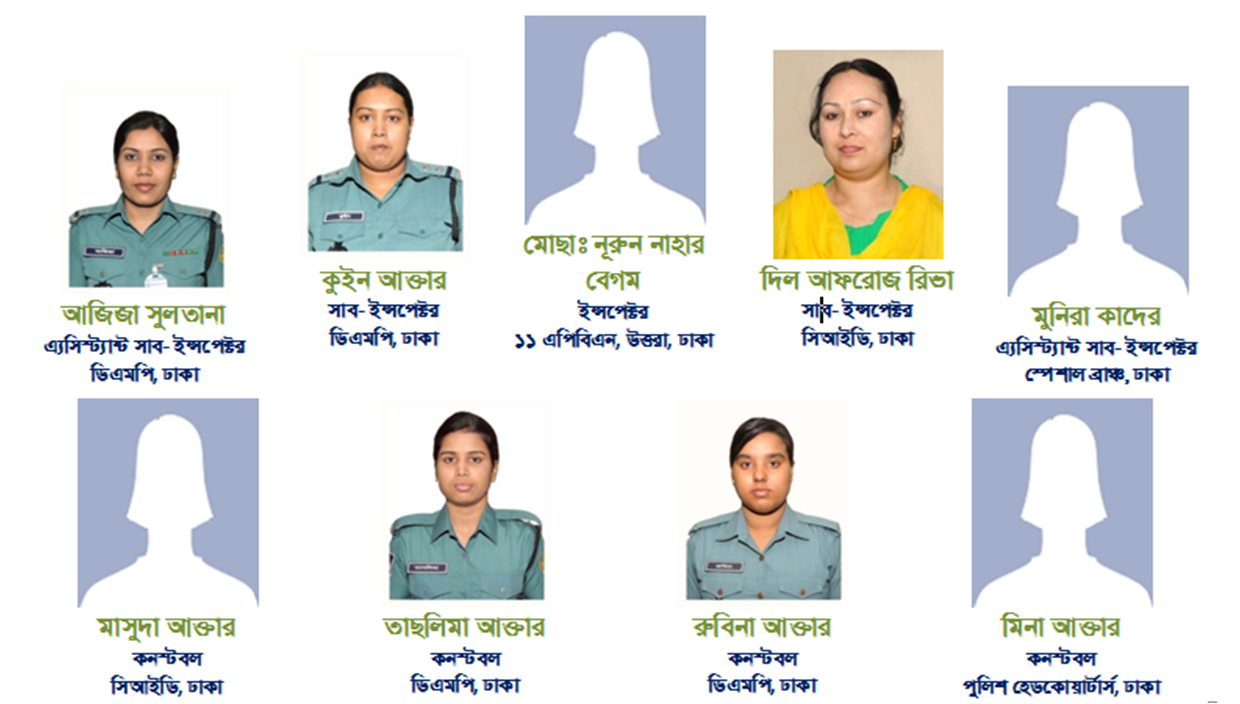 আজিজা সুলতানা
এ্যসিস্ট্যান্ট সাব- ইন্সপেক্টর
ডিএমপি, ঢাকা
কুইন আক্তার
সাব- ইন্সপেক্টর
ডিএমপি, ঢাকা
মোছাঃ নূরুন নাহার
বেগম
ইন্সপেক্টর
১১ এপিবিএন, উত্তরা, ঢাকা
দিল আফরোজ রিভা
সাব- ইন্সপেক্টর
সিআইডি, ঢাকা
মুনিরা কাদের
এ্যসিস্ট্যান্ট সাব- ইন্সপেক্টর
স্পেশাল ব্রাঞ্চ, ঢাকা
মাসুদা আক্তার
কনস্টবল
সিআইডি, ঢাকা
তাছলিমা আক্তার
কনস্টবল
ডিএমপি, ঢাকা
রুবিনা আক্তার
কনস্টবল
ডিএমপি, ঢাকা
মিনা আক্তার
কনস্টবল
পুলিশ হেডকোয়ার্টার্স, ঢাকা